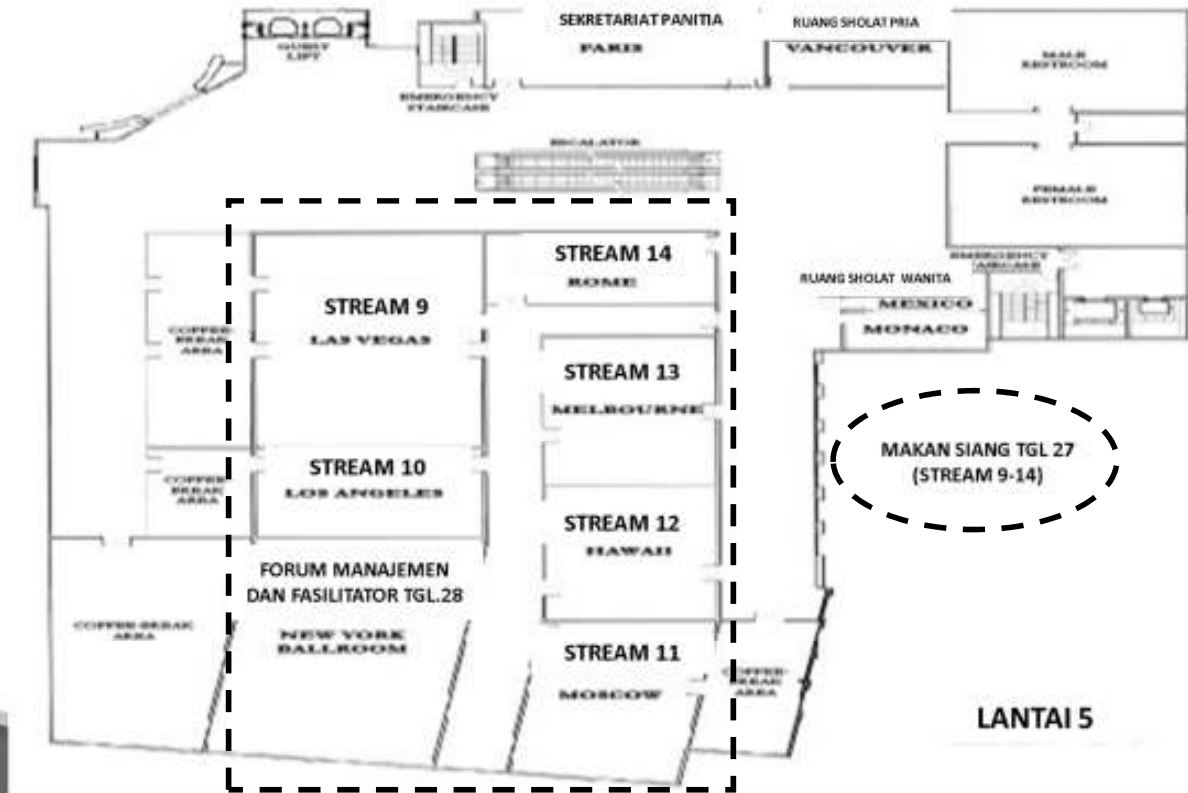 SEKRETARIAT PANITIA
PARIS
RUANG SHOLAT PRIA
VANCOUVER
GUEST
LIFT
MALE
RESTROOM
EMERGENCY
STAIRCASE
ESCALATOR
FEMALE
RESTROOM
STREAM 14
ROME
EMERGENCY
RUANG SHOLAT WANITA
MEXICO
MONACO
STREAM 9
LAS VEGAS
COFFEE-
BREAK
AREA
STREAM 13
MELBOURNE
MAKAN SIANG TGL 27
(STREAM 9-14)
STREAM 10
LOS ANGELES
COFFEE-
BREAK
AREA
STREAM 12
HAWAII
FORUM MANAJEMEN
DAN FASILITATOR TGL.28
NEW YORK
BALLROOM
COFFEE-BREAK
AREA
STREAM 11
MOSCOW
COFFEE-
BREAK
AREA
LANTAI 5